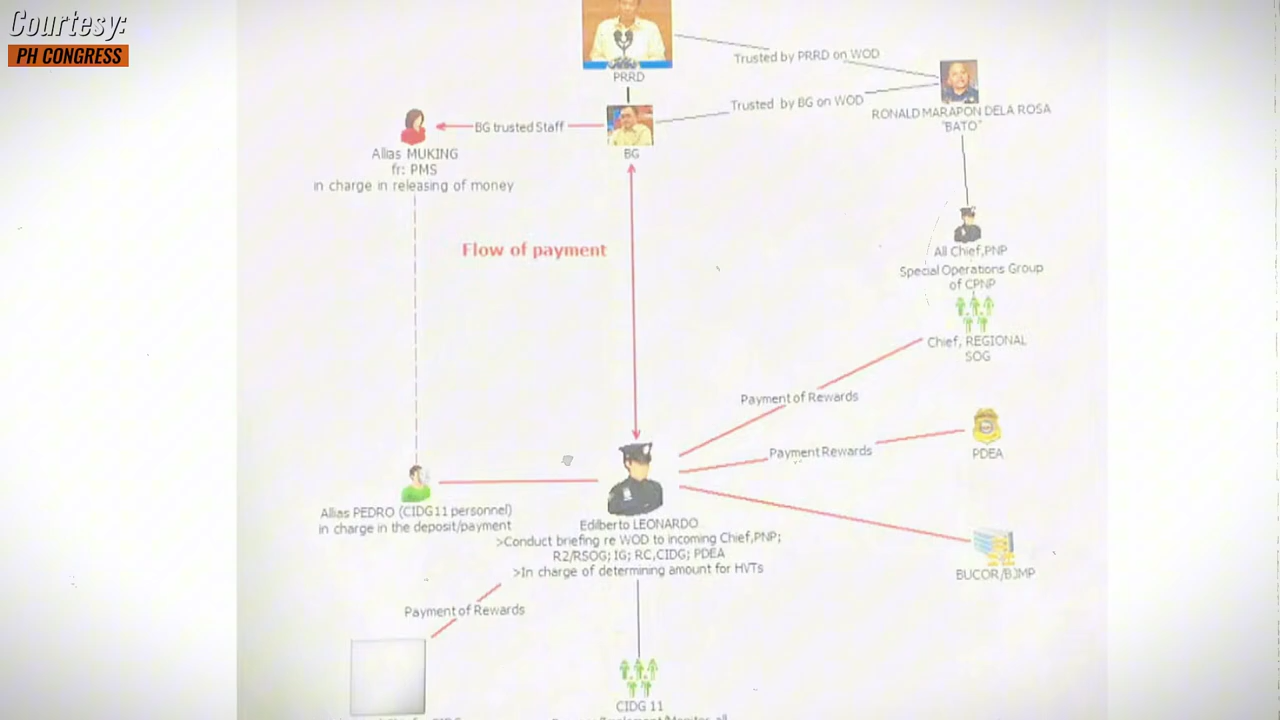 Courtesy:
PH CONGRESS
PRRD
Trusted by PRRD on WOD
Trusted by BG on WOD
RONALD MARAPON DELA ROSA
"BATO"
BG trusted Staff
BG
Allias MUKING
fr: PMS
in charge in releasing of money
Flow of payment
All Chief,PNP
Special Operations Group
of CPNP
Chief, REGIONAL
SOG
Payment of Rewards
Payment Rewards
PDEA
Allias PEDRO (CIDG11 personnel)
in charge in the deposit/payment
Edilberto LEONARDO
>Conduct briefing re WOD to incoming Chief,PNP;
R2/RSOG; IG; RC,CIDG; PDEA
>In charge of determining amount for HVTs
BUCOR/BJMP
Payment of Rewards
CIDG 11